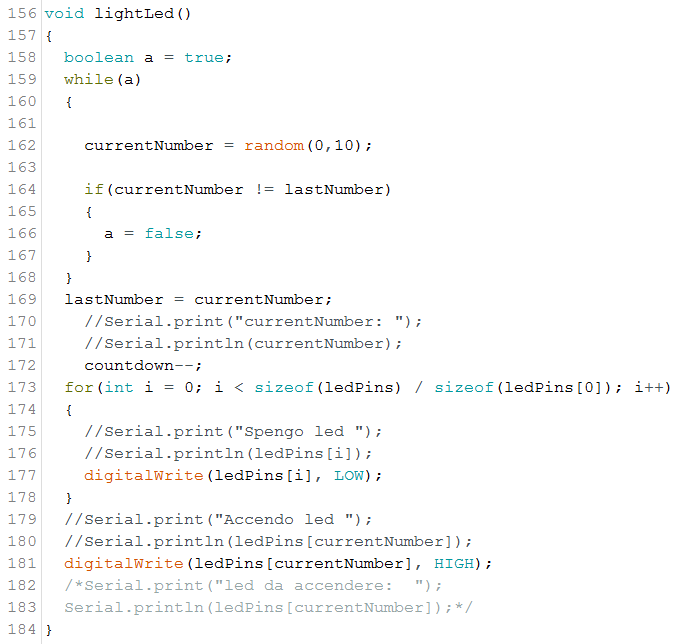 156 void lightLed()
157 {
158   boolean a = true;
159   while(a)
160   {
161
162     currentNumber = random(0,10);
163
164     if(currentNumber != lastNumber)
165     {
166       a = false;
167     }
168   }
169   lastNumber = currentNumber;
170     //Serial.print("currentNumber: ");
171     //Serial.println(currentNumber);
172     countdown--;
173   for(int i = 0; i < sizeof(ledPins) / sizeof(ledPins[0]); i++)
174   {
175     //Serial.print("Spengo led ");
176     //Serial.println(ledPins[i]);
177     digitalWrite(ledPins[i], LOW);
178   }
179   //Serial.print("Accendo led ");
180   //Serial.println(ledPins[currentNumber]);
181   digitalWrite(ledPins[currentNumber], HIGH);
182   /*Serial.print("led da accendere:  ");
183   Serial.println(ledPins[currentNumber]);*/
184 }